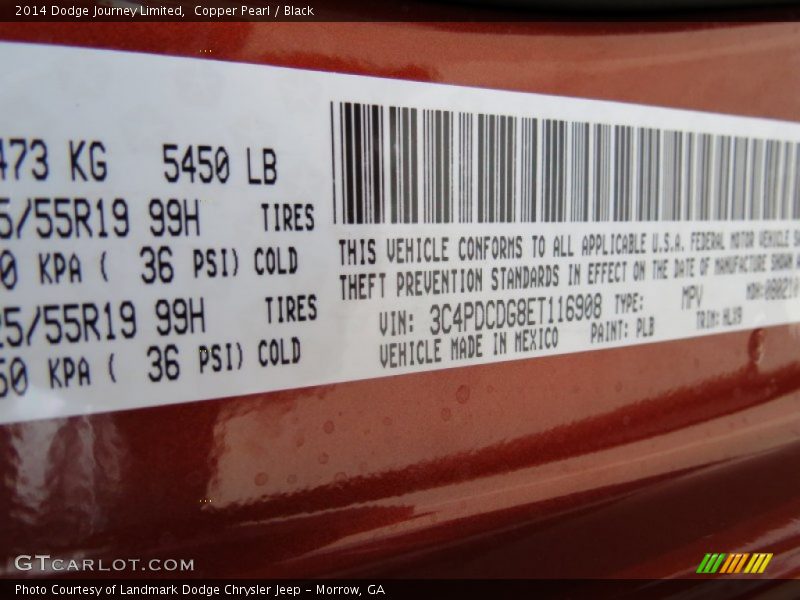 2014 Dodge Journey Limited, Copper Pearl / Black
473 KG 5450 LB
5/55R19 99H TIRES
0 KPA ( 36 PSI) COLD
25/55R19 99H TIRES
50 KPA ( 36 PSI) COLD
THIS VEHICLE CONFORMS TO ALL APPLICABLE U.S.A. FEDERAL MOTOR VEHICLE
THEFT PREVENTION STANDARDS IN EFFECT ON THE DATE OF MANUFACTURE SHOWN
VIN: 3C4PDCDG8ET116908 TYPE: MPV
VEHICLE MADE IN MEXICO PAINT: PLB TRIM:
GTCARLOT.COM
Photo Courtesy of Landmark Dodge Chrysler Jeep - Morrow, GA